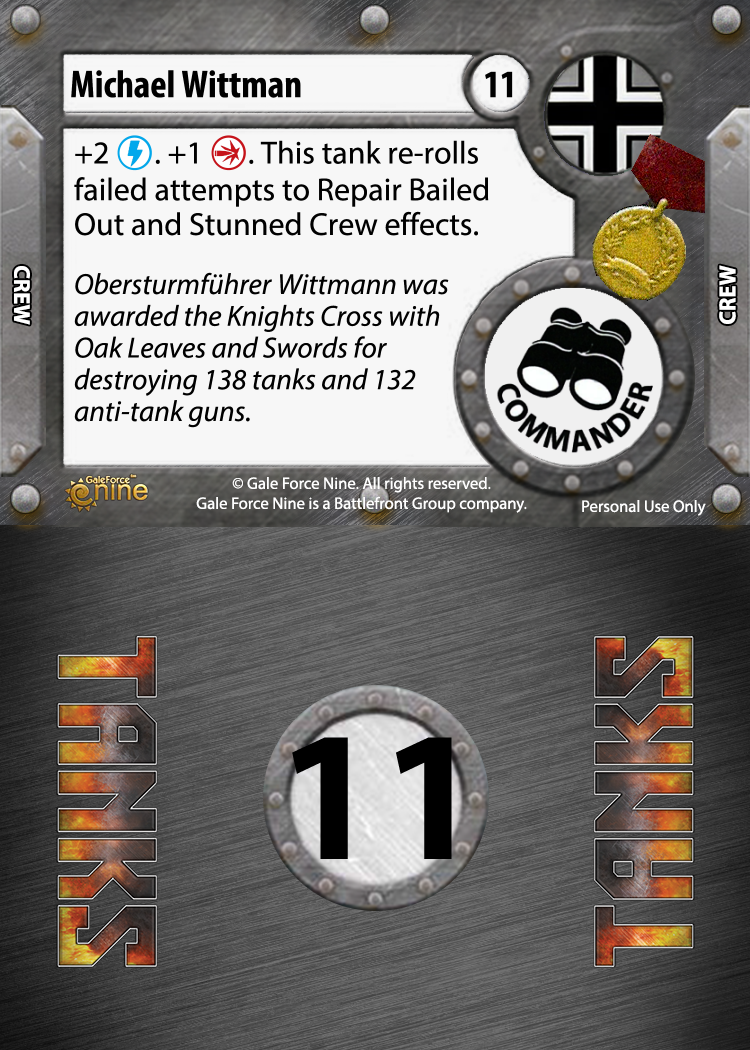 Michael Wittman
11
+2 . +1 . This tank re-rolls
failed attempts to Repair Bailed
Out and Stunned Crew effects.
Obersturmführer Wittmann was
awarded the Knights Cross with
Oak Leaves and Swords for
destroying 138 tanks and 132
anti-tank guns.
CREW
CREW
COMMANDER
GaleForce™
nine
© Gale Force Nine. All rights reserved.
Gale Force Nine is a Battlefront Group company.
Personal Use Only
TANKS
11
TANKS